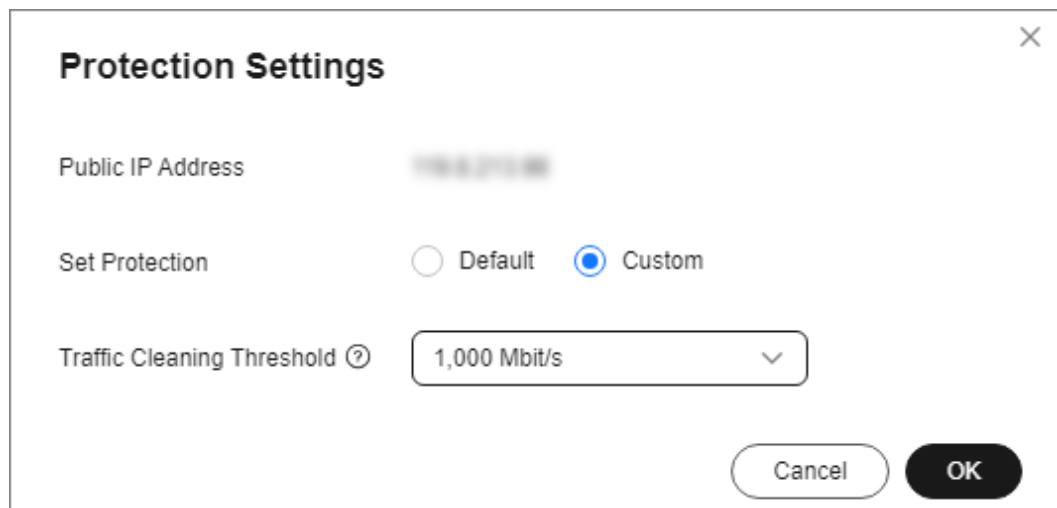 Protection Settings
Public IP Address
Set Protection Default Custom
Traffic Cleaning Threshold 1,000 Mbit/s
Cancel OK